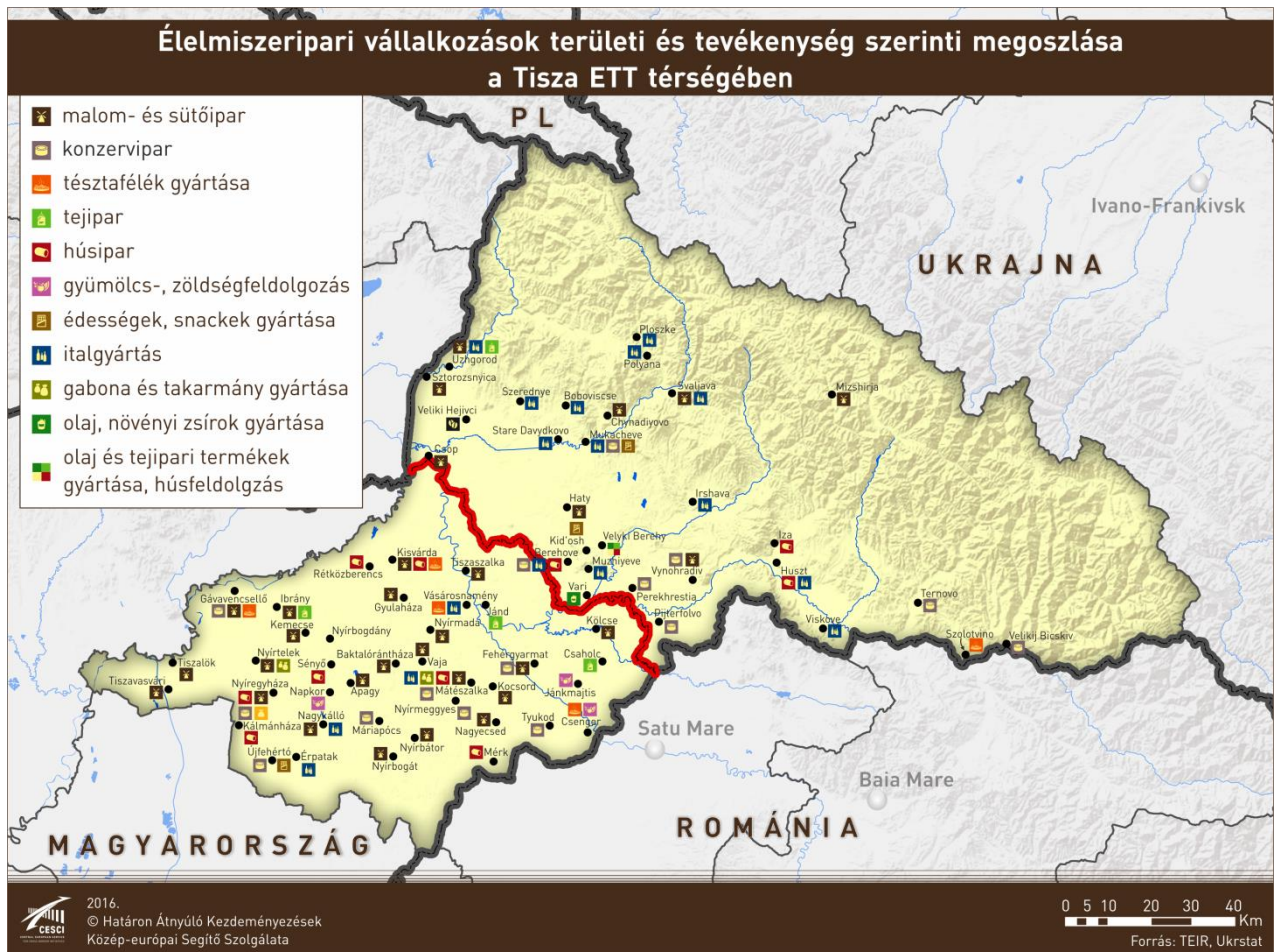 Élelmiszeripari vállalkozások területi és tevékenység szerinti megoszlása
a Tisza ETT térségében
malom- és sütőipar
konzervipar
tésztafélék gyártása
tejipar
húsipar
gyümölcs-, zöldségfeldolgozás
édességek, snackek gyártása
italgyártás
gabona és takarmány gyártása
olaj, növényi zsírok gyártása
olaj és tejipari termékek
gyártása, húsfeldolgzás
PL
Ivano-Frankivsk
UKRAJNA
Ploszke
Polyana
Uzhgorod
Sztorozsnyica
Szerednye
Boboviscse
Szvaliava
Mizshirja
Veliki Hejivci
Chynadiyovo
Stare Davydkovo
Mukacheve
Csop
Haty
Irshava
Kid'osh
Velyki Berehy
Iza
Berehove
Muzhiyeve
Vynohradiv
Huszt
Kisvárda
Rétközberencs
Tiszaszalka
Vari
Perekhrestia
Ternovo
Gávavencsellő
Ibrány
Gyulaháza
Vásárosnamény
Jánd
Kölcse
Pijterfolvo
Viskove
Szolotvino
Velikij Bicskiv
Kemecse
Nyírbogdány
Nyírmada
Tiszalök
Nyírtelek
Sényő
Baktalórántháza
Vaja
Fehérgyarmat
Csaholc
Tiszavasvári
Nyíregyháza
Napkor
Apagy
Mátészalka
Kocsord
Jánkmajtis
Kálmánháza
Nagykálló
Máriapócs
Nyírmeggyes
Nagyecsed
Tyukod
Csenger
Satu Mare
Újfehértó
Érpatak
Nyírbátor
Nyírbogát
Mérk
Baia Mare
MAGYARORSZÁG
ROMÁNIA
CESCI
2016.
© Határon Átnyúló Kezdeményezések
Közép-európai Segítő Szolgálata
0 5 10 20 30 40
Km
Forrás: TEIR, Ukrstat